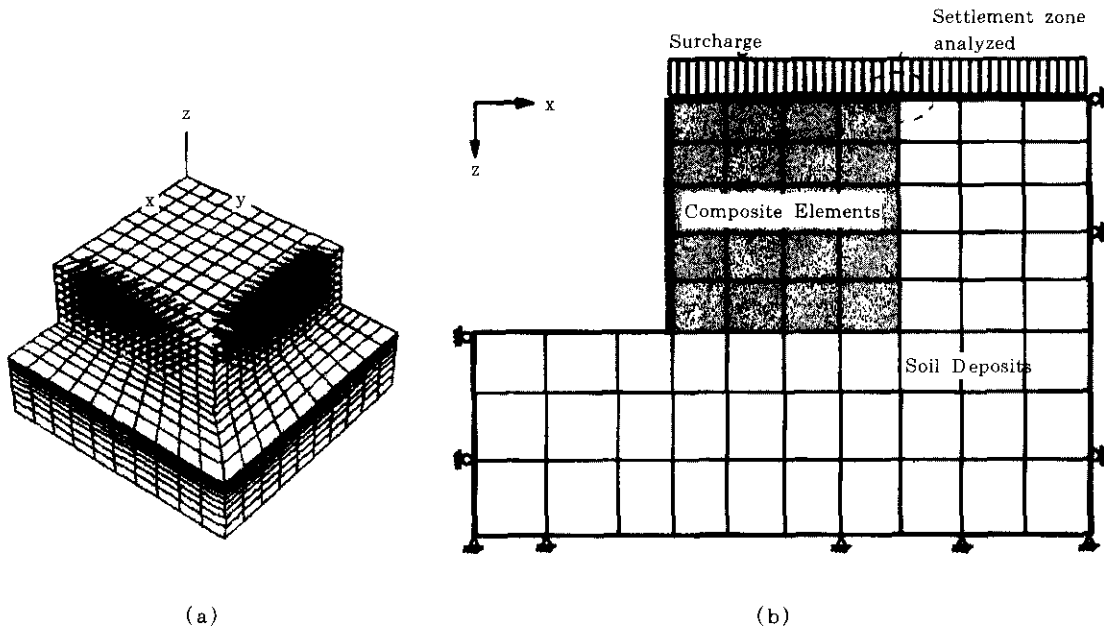 z
x
y
(a)
Settlement zone
analyzed
Surcharge
x
z
Composite Elements
Soil Deposits
(b)